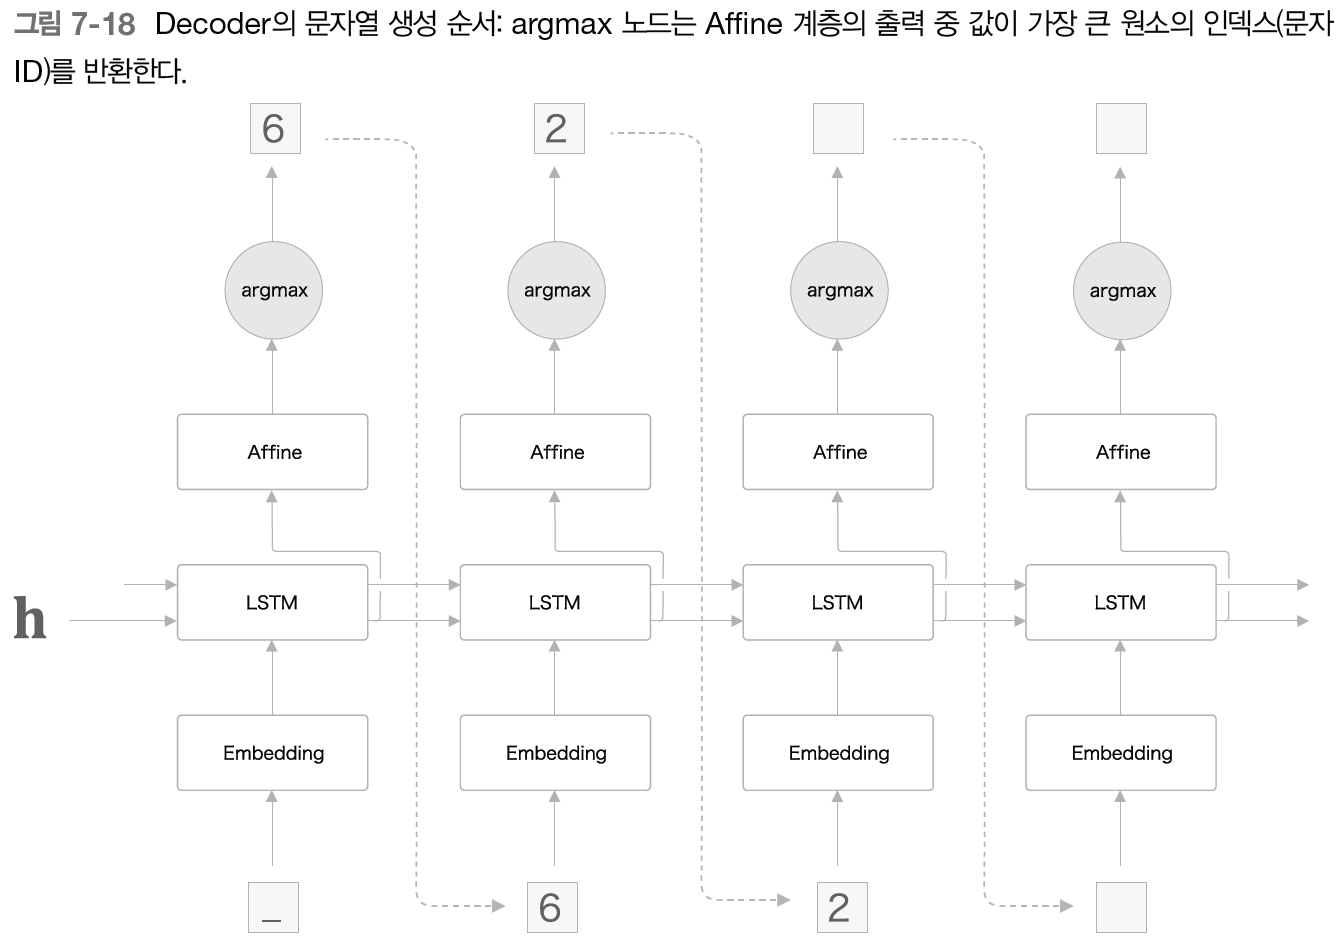 그림 7-18 Decoder의 문자열 생성 순서: argmax 노드는 Affine 계층의 출력 중 값이 가장 큰 원소의 인덱스(문자
ID)를 반환한다.
6 2
argmax argmax argmax argmax
Affine Affine Affine Affine
h LSTM LSTM LSTM LSTM
Embedding Embedding Embedding Embedding
_ 6 2